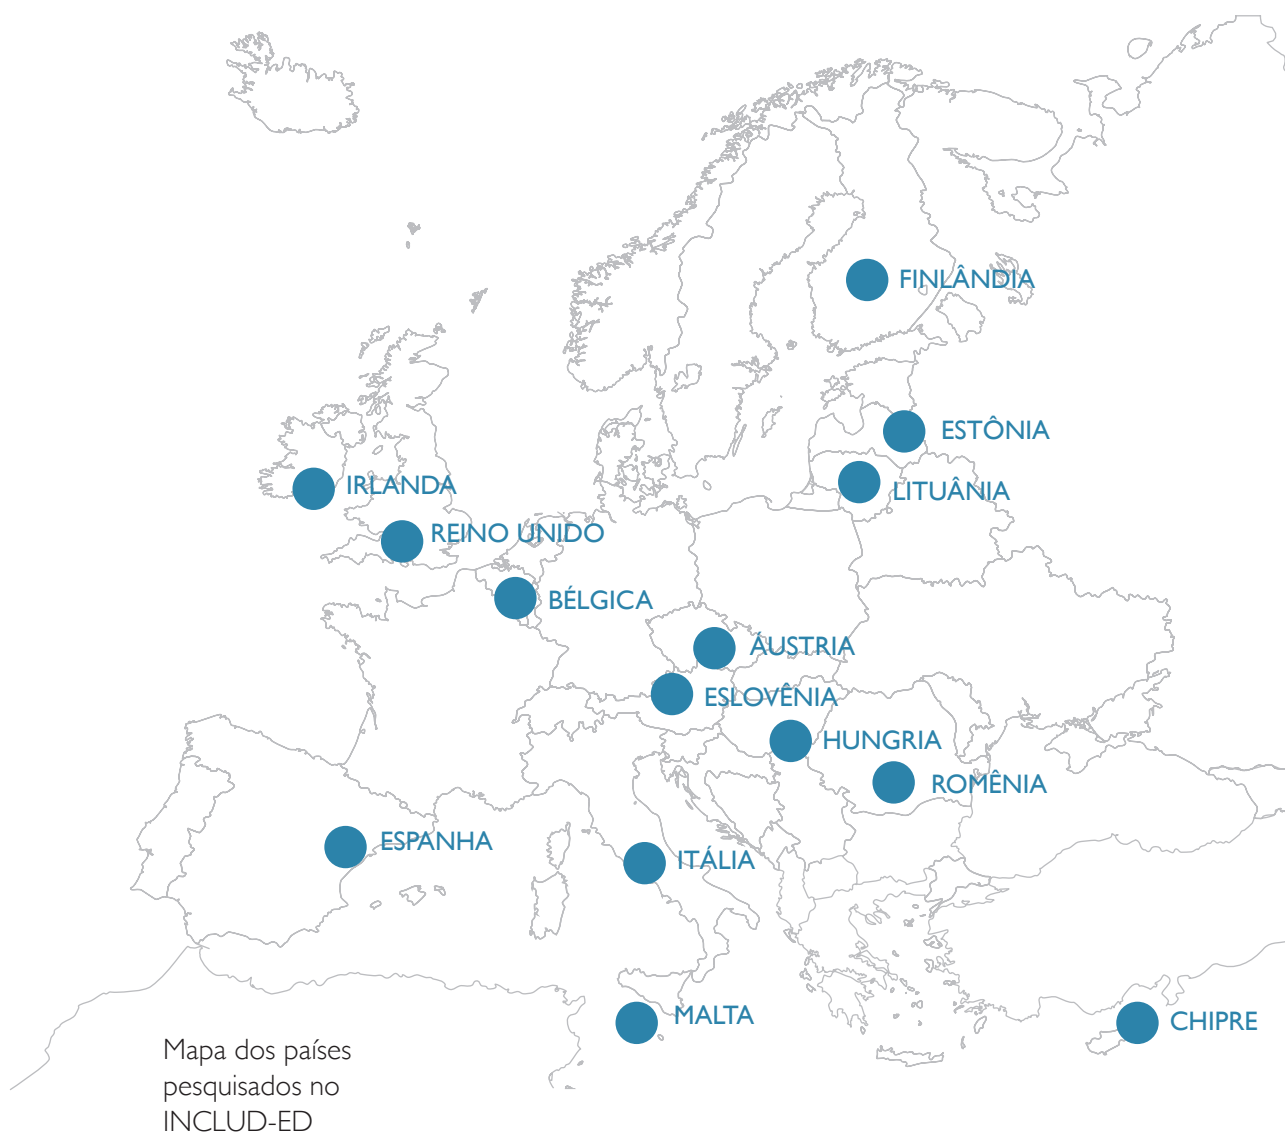 FINLÂNDIA
ESTÔNIA
IRLANDA
LITUÂNIA
REINO UNIDO
BÉLGICA
ÁUSTRIA
ESLOVÊNIA
HUNGRIA
ROMÊNIA
ESPANHA
ITÁLIA
MALTA
CHIPRE
Mapa dos países
pesquisados no
INCLUD-ED